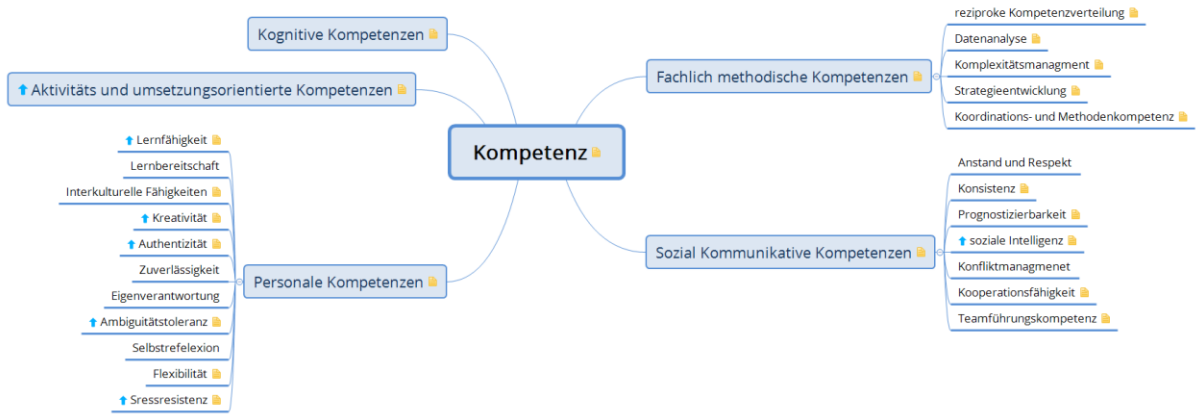 Kompetenz
Kognitive Kompetenzen
Aktivitäts und umsetzungsorientierte Kompetenzen
Personale Kompetenzen
Lernfähigkeit
Lernbereitschaft
Interkulturelle Fähigkeiten
Kreativität
Authentizität
Zuverlässigkeit
Eigenverantwortung
Ambiguitätstoleranz
Selbstrefelexion
Flexibilität
Sressresistenz
Fachlich methodische Kompetenzen
reziproke Kompetenzverteilung
Datenanalyse
Komplexitätsmanagment
Strategieentwicklung
Koordinations- und Methodenkompetenz
Sozial Kommunikative Kompetenzen
Anstand und Respekt
Konsistenz
Prognostizierbarkeit
soziale Intelligenz
Konfliktmanagmenet
Kooperationsfähigkeit
Teamführungskompetenz